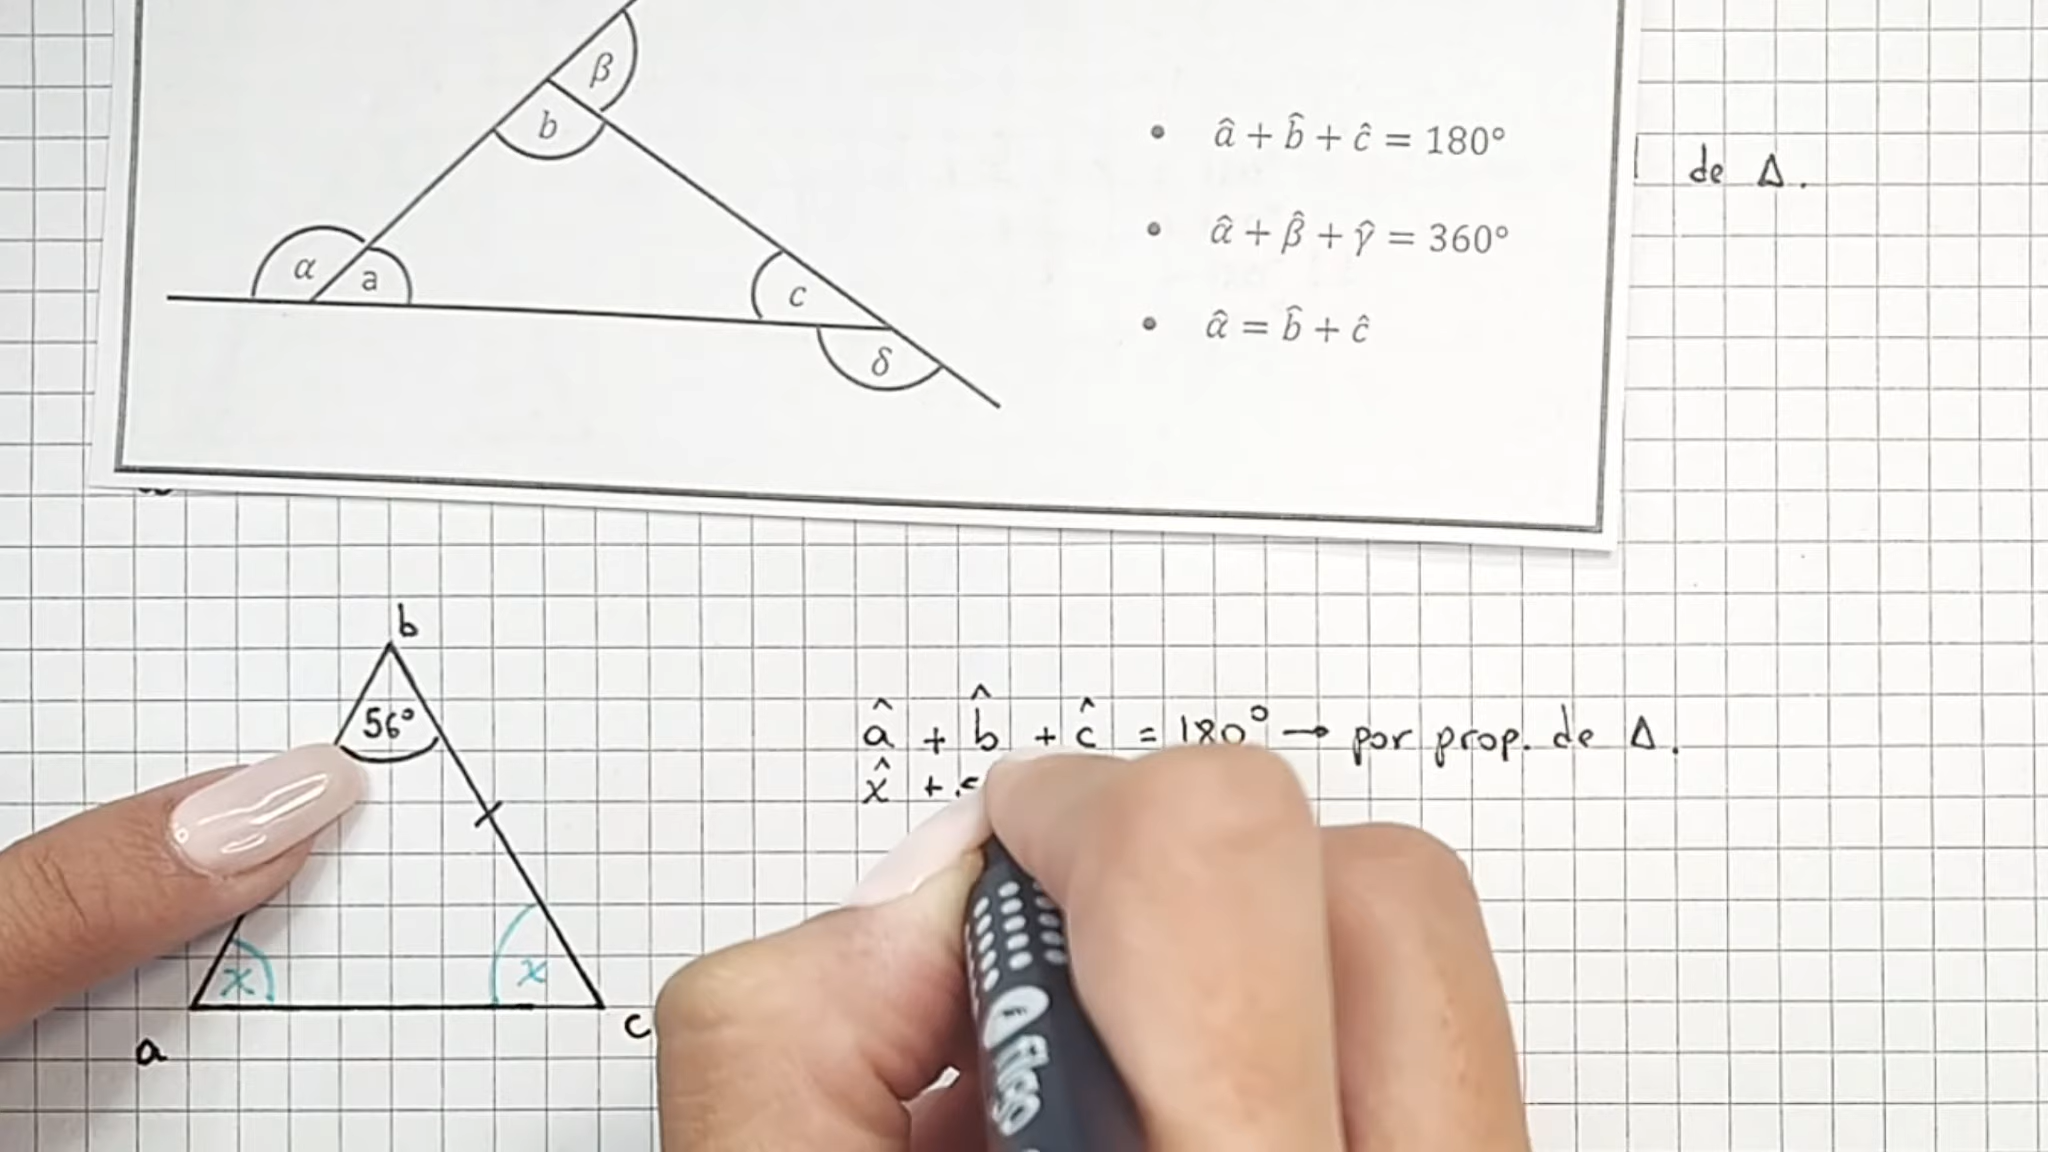 β
b
α
a
c
δ
• â + b̂ + ĉ = 180°
• α̂ + β̂ + γ̂ = 360°
• α̂ = b̂ + ĉ
de Δ.
b
56°
x
x
a
c
â + b̂ + ĉ = 180° → por prop. de Δ.
x̂ +